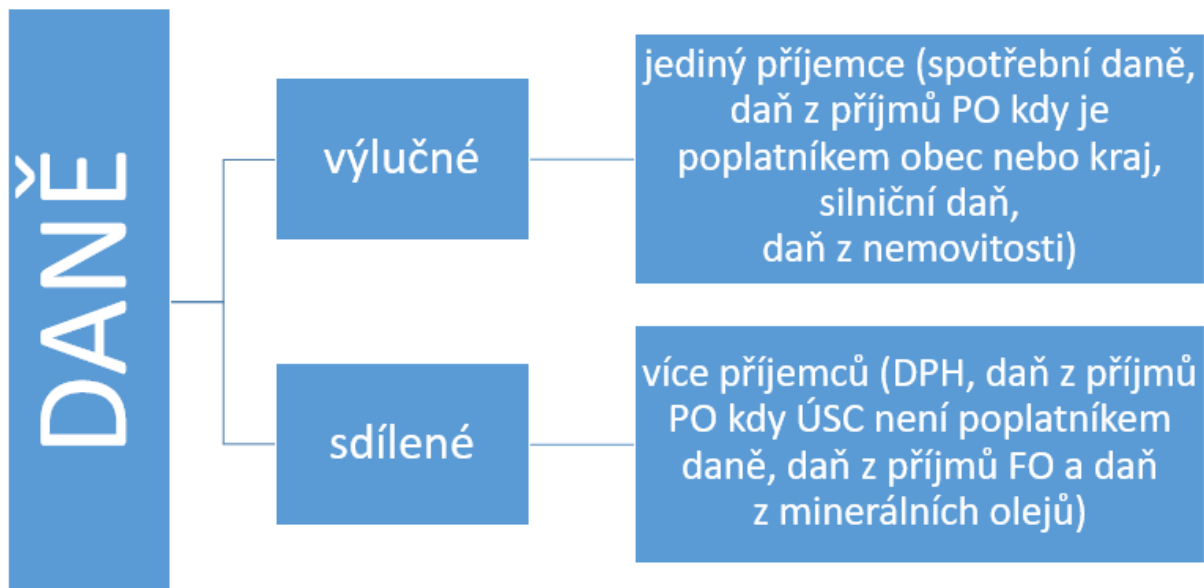 DANĚ
výlučné
jediný příjemce (spotřební daně,
daň z příjmů PO kdy je
poplatníkem obec nebo kraj,
silniční daň,
daň z nemovitosti)
sdílené
více příjemců (DPH, daň z příjmů
PO kdy ÚSC není poplatníkem
daně, daň z příjmů FO a daň
z minerálních olejů)